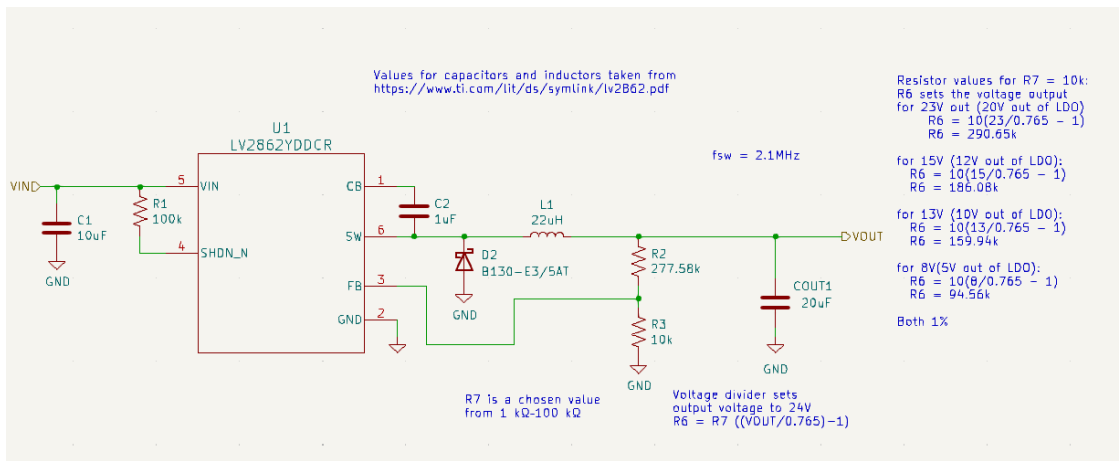 Values for capacitors and inductors taken from
https://www.ti.com/lit/ds/symlink/lv2862.pdf
Resistor values for R7 = 10k:
R6 sets the voltage output
for 23V out (20V out of LDO)
R6 = 10(23/0.765 - 1)
R6 = 290.65k
for 15V (12V out of LDO):
R6 = 10(15/0.765 - 1)
R6 = 186.08k
for 13V (10V out of LDO):
R6 = 10(13/0.765 - 1)
R6 = 159.94k
for 8V(5V out of LDO):
R6 = 10(8/0.765 - 1)
R6 = 94.56k
Both 1%
fsw = 2.1MHz
U1
LV2862YDDCR
VIN
5
VIN
CB
1
R1
100k
C1
10uF
GND
4
SHDN_N
C2
1uF
SW
6
L1
22uH
VOUT
D2
B130-E3/5AT
GND
FB
3
GND
2
R2
277.58k
R3
10k
GND
COUT1
20uF
GND
R7 is a chosen value
from 1 kΩ-100 kΩ
Voltage divider sets
output voltage to 24V
R6 = R7 ((VOUT/0.765)-1)